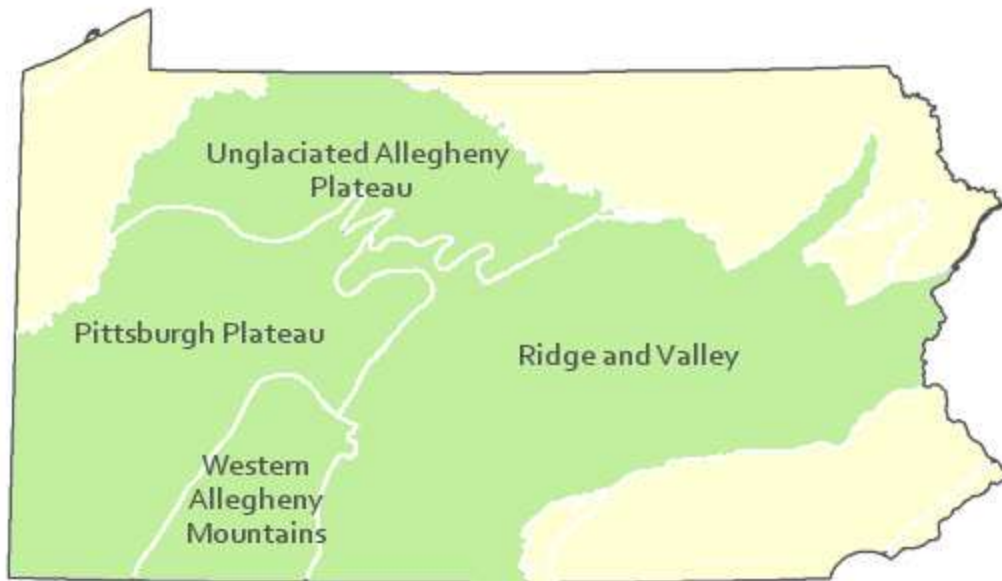 Unglaciated Allegheny
Plateau
Pittsburgh Plateau
Ridge and Valley
Western
Allegheny
Mountains